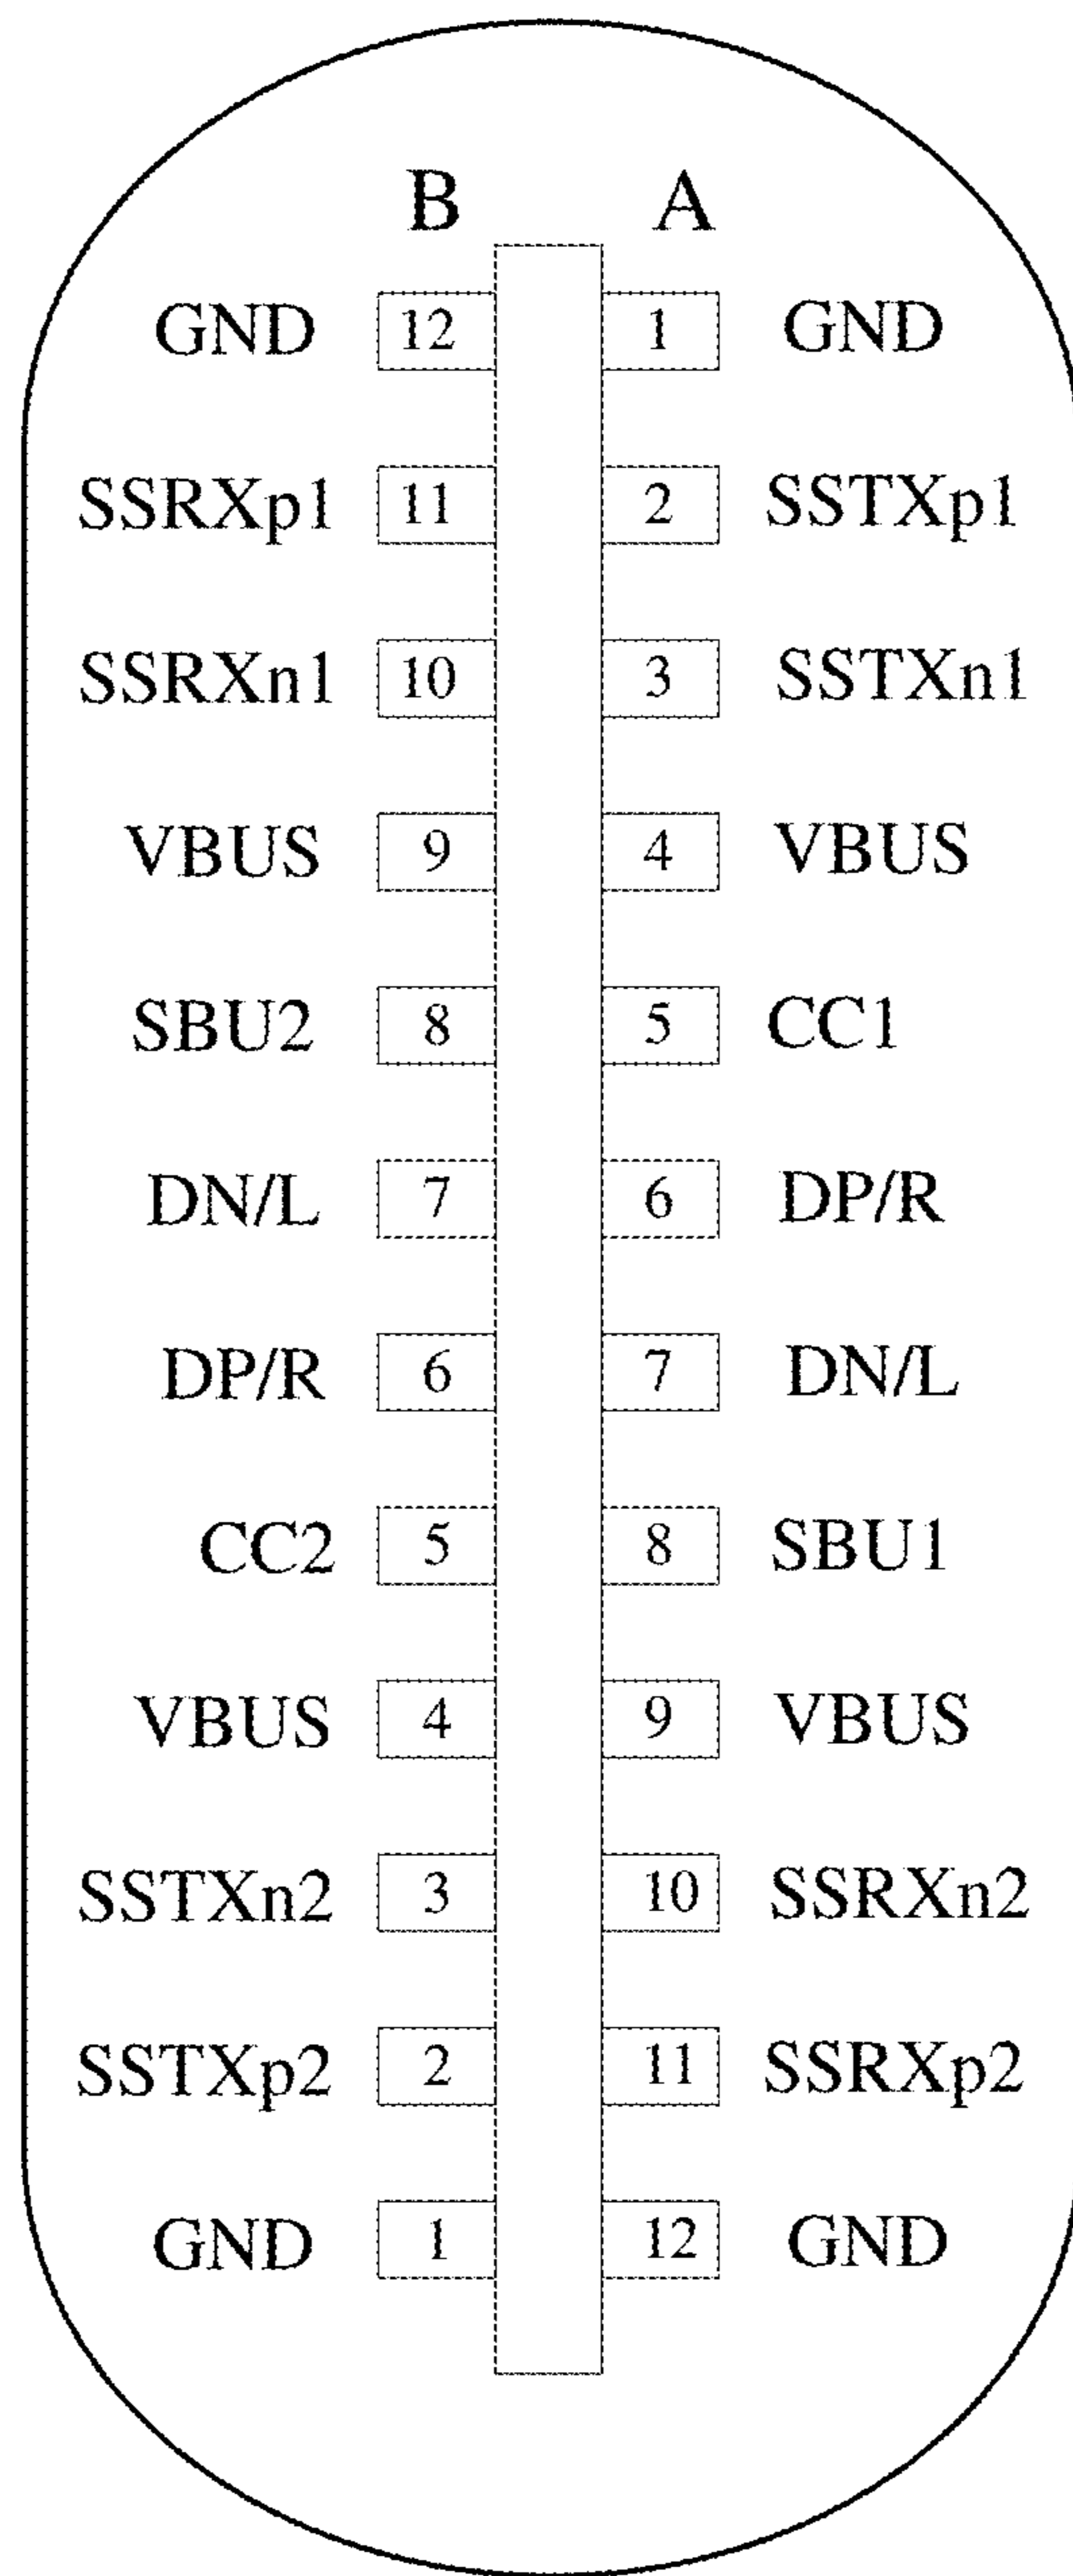 B A
GND 12 1 GND
SSRXp1 11 2 SSTXp1
SSRXn1 10 3 SSTXn1
VBUS 9 4 VBUS
SBU2 8 5 CC1
DN/L 7 6 DP/R
DP/R 6 7 DN/L
CC2 5 8 SBU1
VBUS 4 9 VBUS
SSTXn2 3 10 SSRXn2
SSTXp2 2 11 SSRXp2
GND 1 12 GND